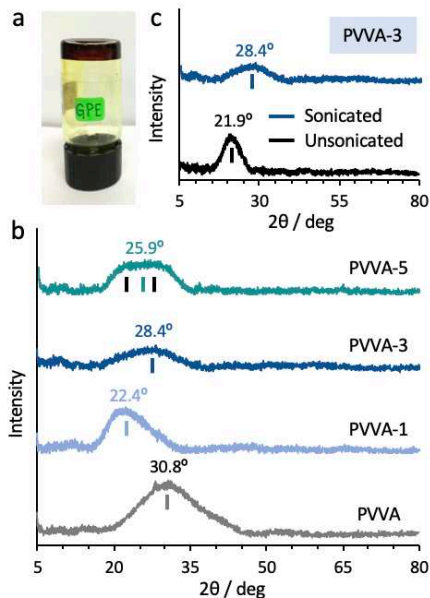 a
GPE
c
PVVA-3
28.4°
21.9°
Sonicated
Unsonicated
Intensity
5
30
55
80
2θ / deg
b
25.9°
PVVA-5
28.4°
PVVA-3
22.4°
PVVA-1
30.8°
PVVA
Intensity
5
20
35
50
65
80
2θ / deg